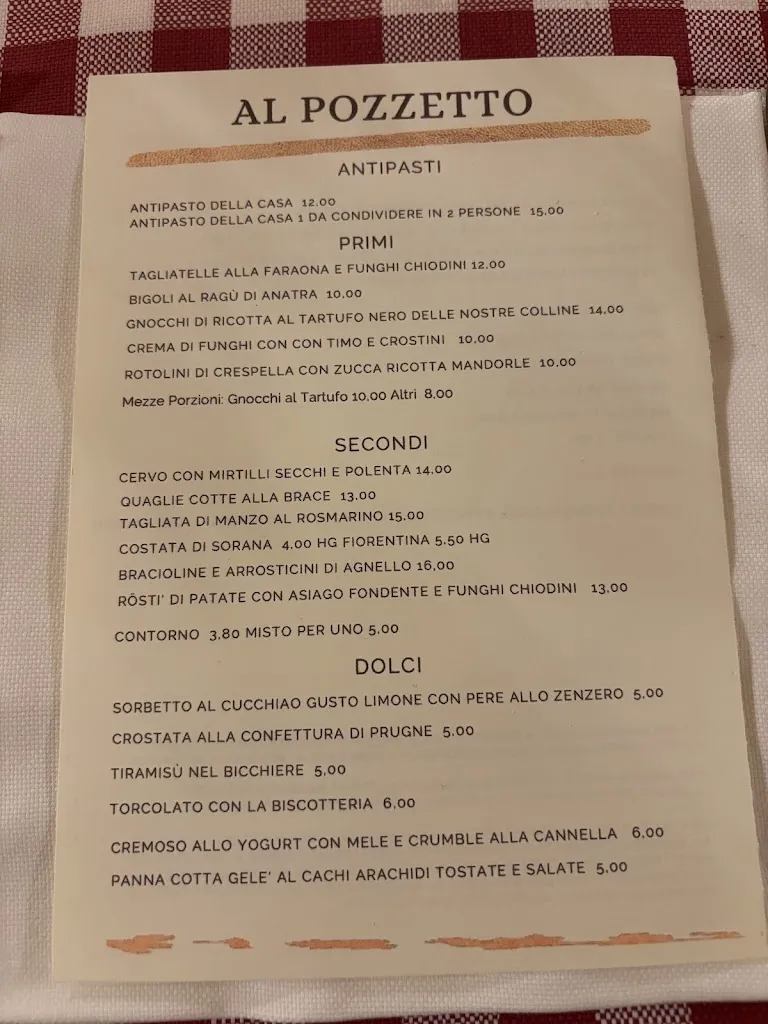 AL POZZETTO
ANTIPASTI
ANTIPASTO DELLA CASA 12.00
ANTIPASTO DELLA CASA 1 DA CONDIVIDERE IN 2 PERSONE 15,00
PRIMI
TAGLIATELLE ALLA FARAONA E FUNGHI CHIODINI 12.00
BIGOLI AL RAGÙ DI ANATRA 10,00
GNOCCHI DI RICOTTA AL TARTUFO NERO DELLE NOSTRE COLLINE 14,00
CREMA DI FUNGHI CON CON TIMO E CROSTINI 10,00
ROTOLINI DI CRESPELLA CON ZUCCA RICOTTA MANDORLE 10,00
Mezze Porzioni: Gnocchi al Tartufo 10,00 Altri 8,00
SECONDI
CERVO CON MIRTILLI SECCHI E POLENTA 14,00
QUAGLIE COTTE ALLA BRACE 13,00
TAGLIATA DI MANZO AL ROSMARINO 15.00
COSTATA DI SORANA 4,00 HG FIORENTINA 5.50 HG
BRACIOLINE E ARROSTICINI DI AGNELLO 16,00
RÖSTI' DI PATATE CON ASIAGO FONDENTE E FUNGHI CHIODINI 13,00
CONTORNO 3,80 MISTO PER UNO 5,00
DOLCI
SORBETTO AL CUCCHIAO GUSTO LIMONE CON PERE ALLO ZENZERO 5,00
CROSTATA ALLA CONFETTURA DI PRUGNE 5.00
TIRAMISÙ NEL BICCHIERE 5,00
TORCOLATO CON LA BISCOTTERIA 6,00
CREMOSO ALLO YOGURT CON MELE E CRUMBLE ALLA CANNELLA 6,00
PANNA COTTA GELE' AL CACHI ARACHIDI TOSTATE E SALATE 5,00